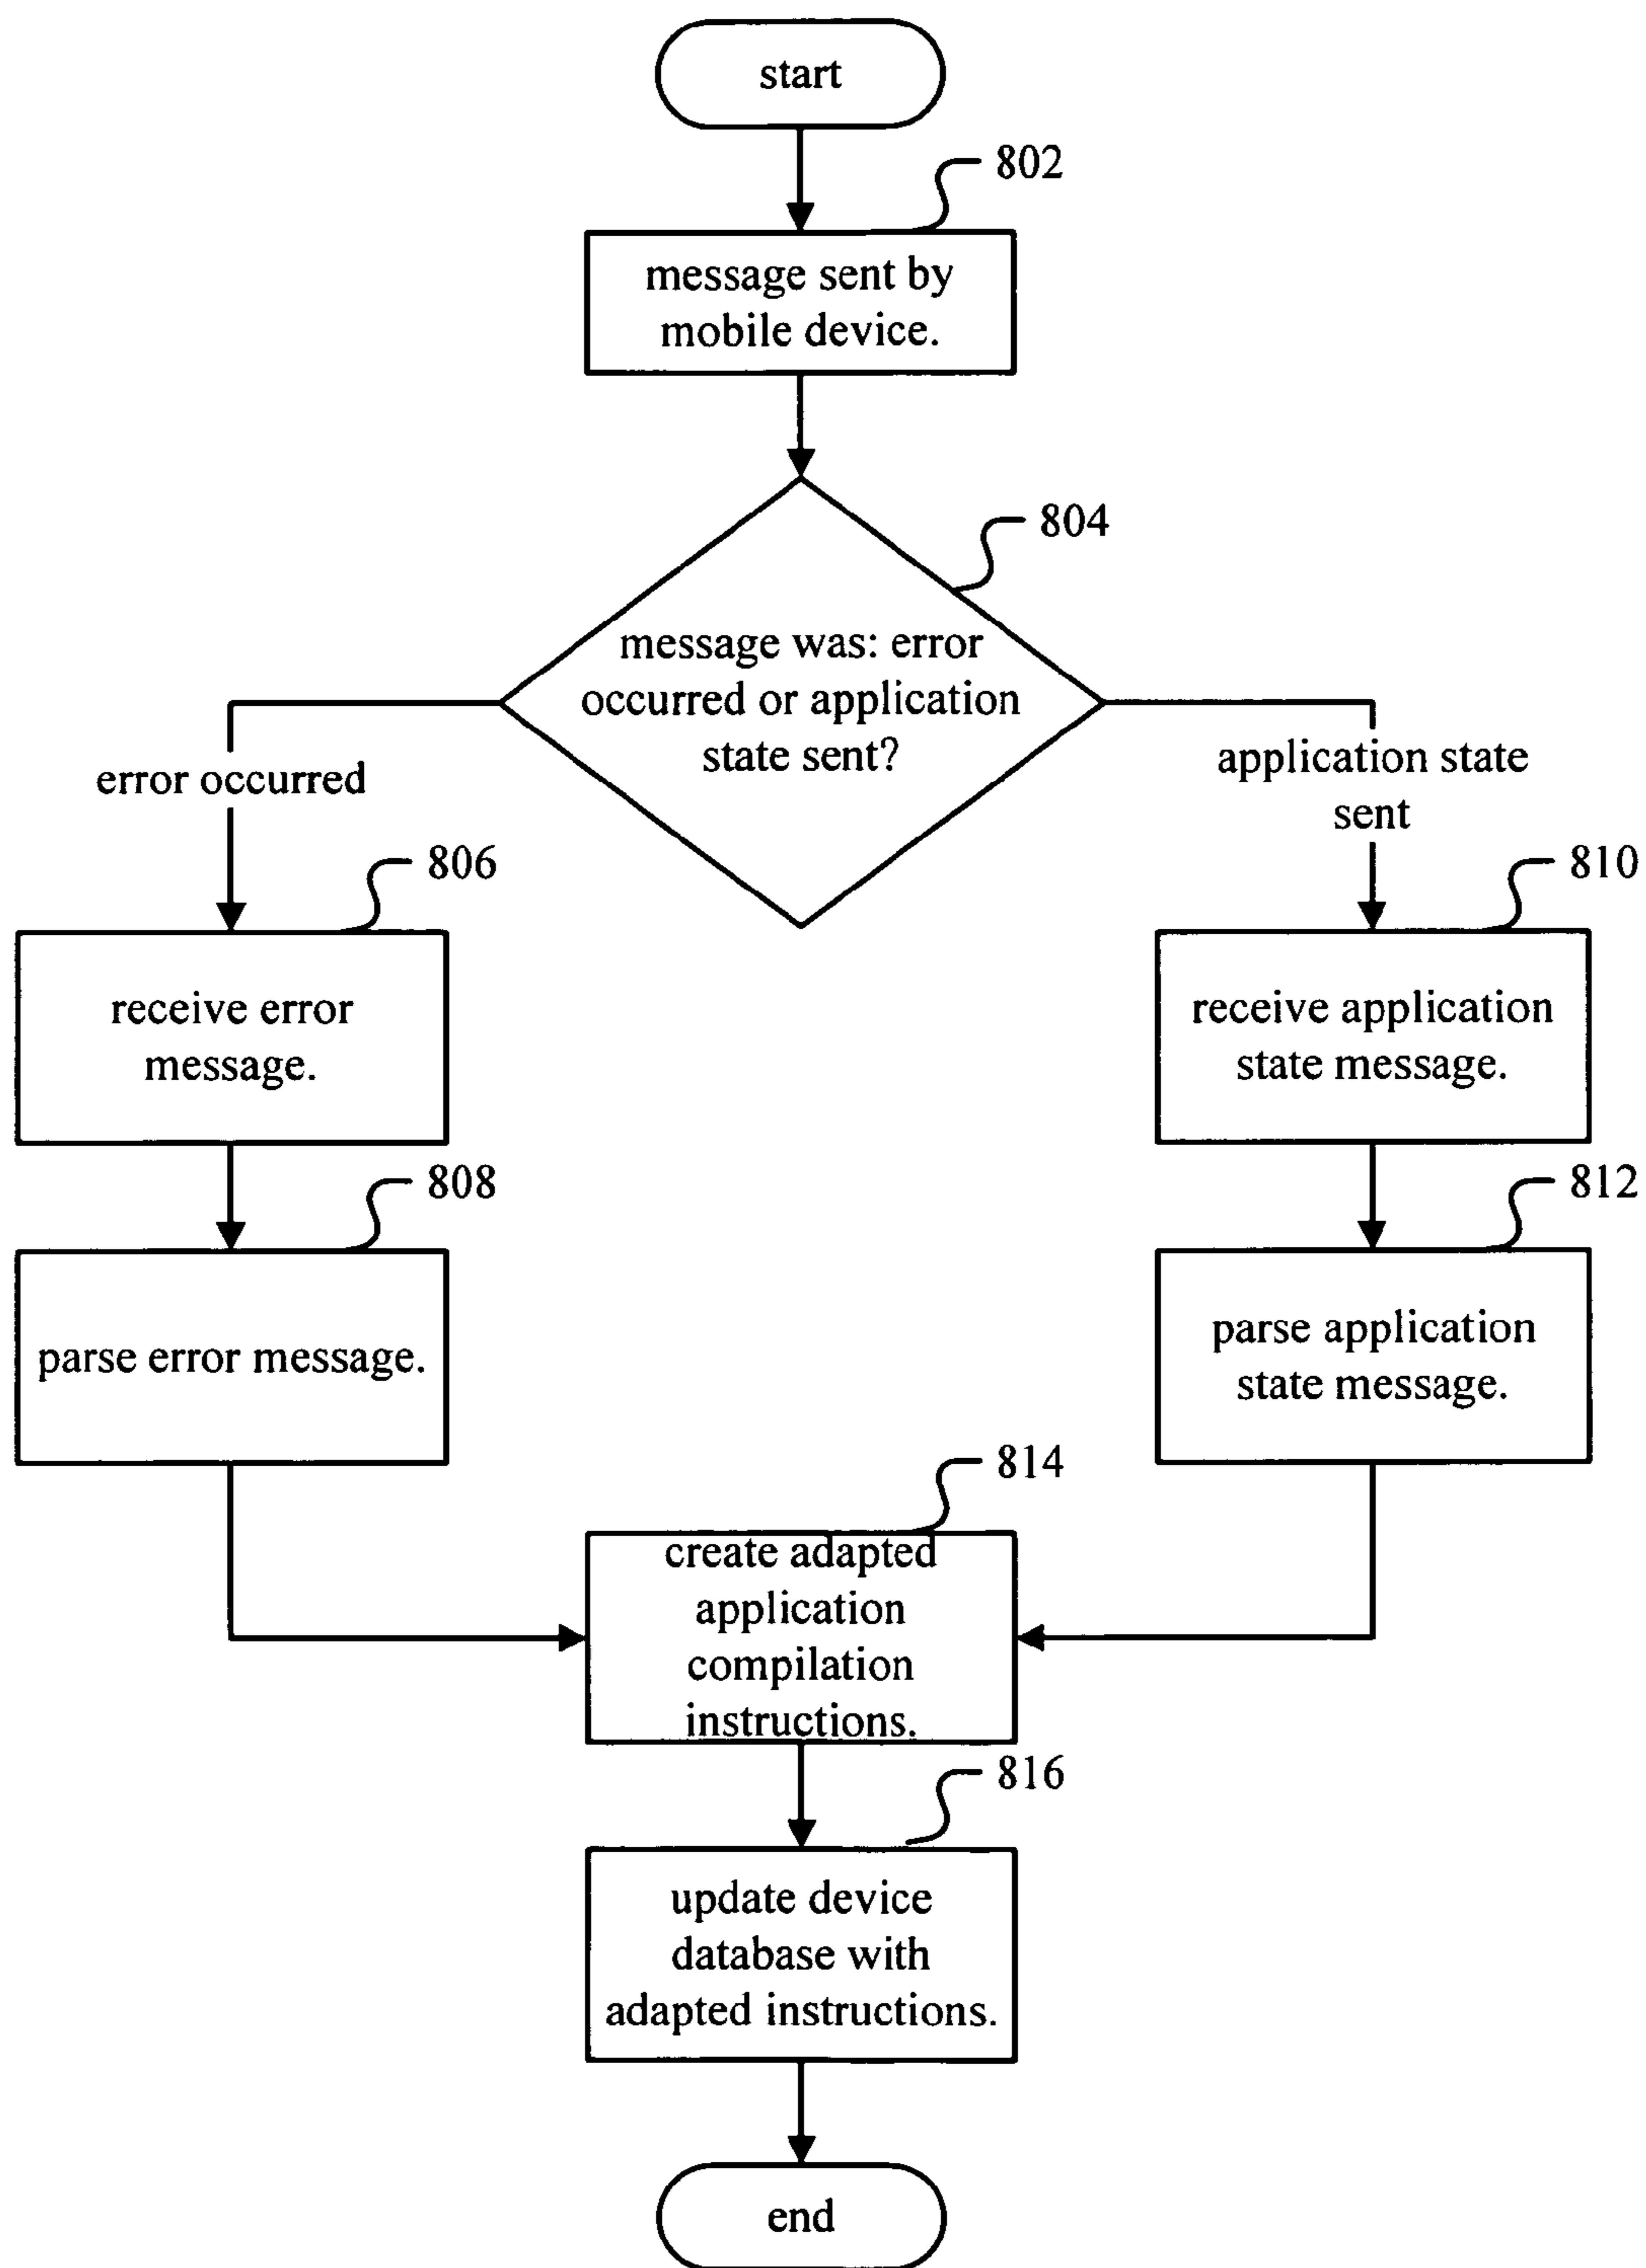 start
802
message sent by
mobile device.
804
message was: error
occurred or application
state sent?
error occurred
application state
sent
806
receive error
message.
810
receive application
state message.
808
parse error message.
812
parse application
state message.
814
create adapted
application
compilation
instructions.
816
update device
database with
adapted instructions.
end